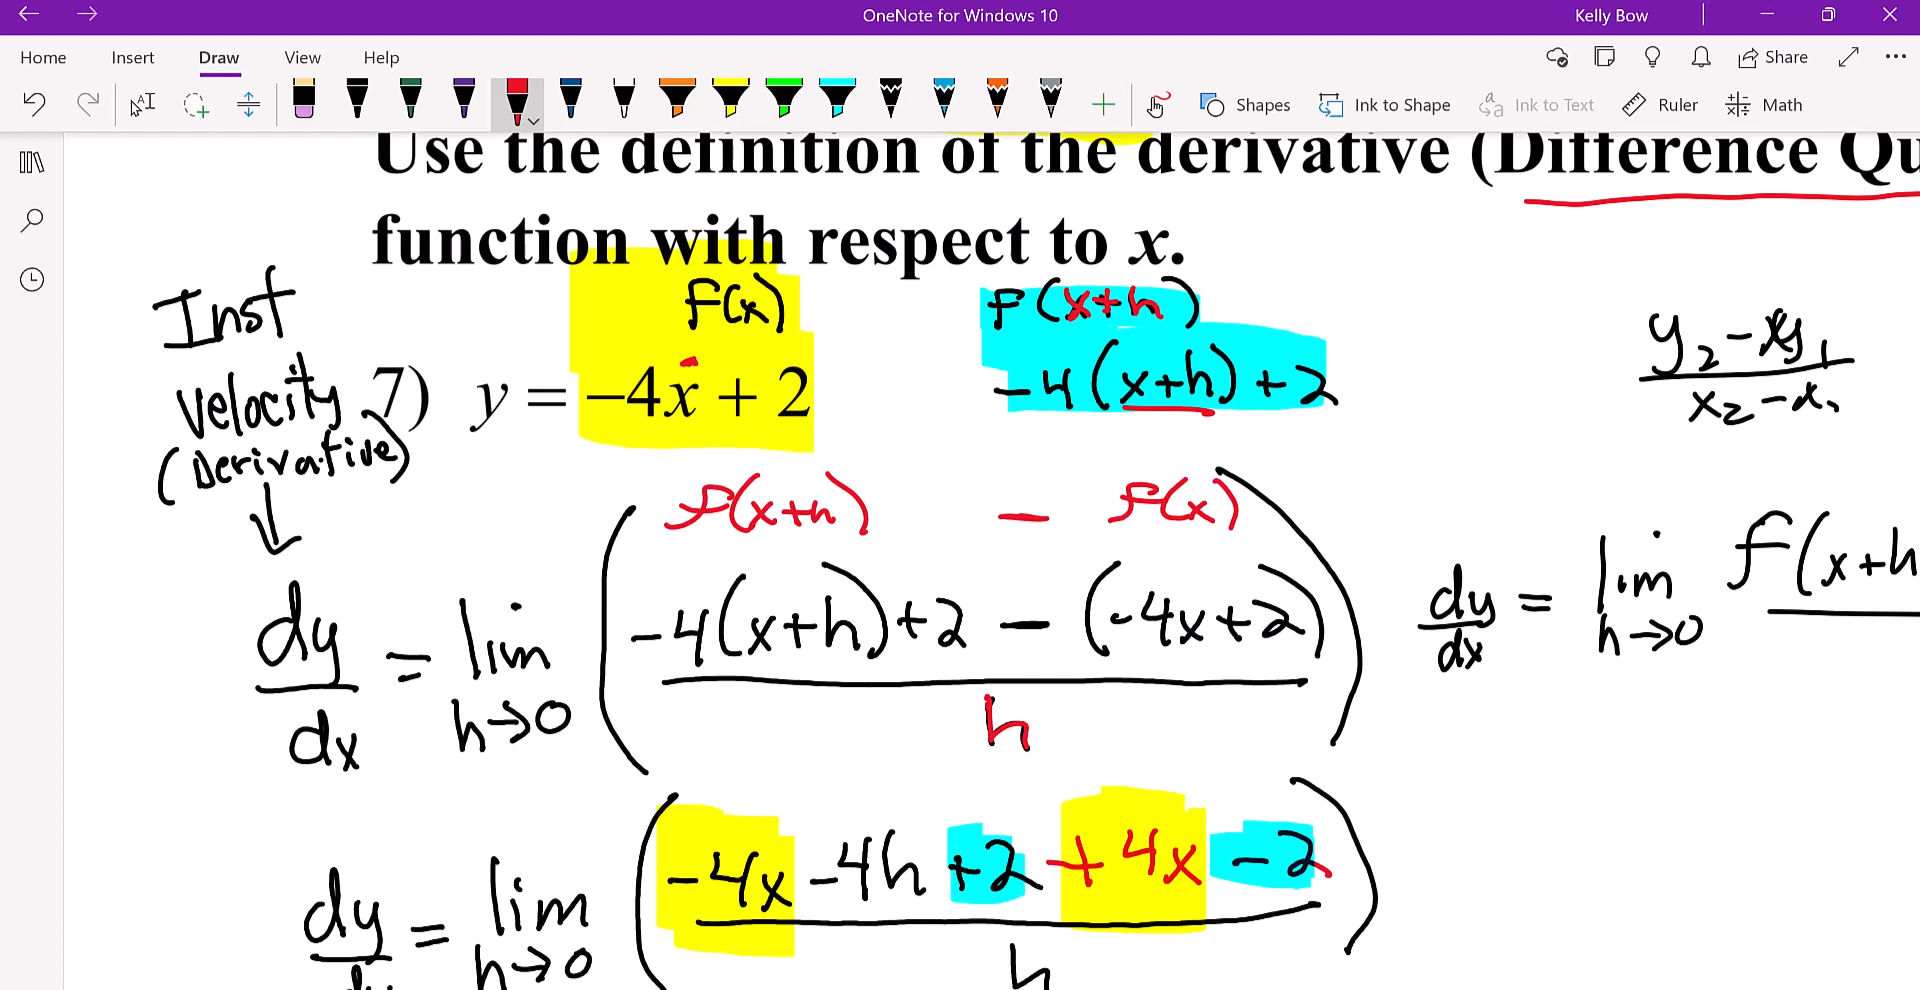 OneNote for Windows 10
Kelly Bow
Home Insert Draw View Help Share
Shapes Ink to Shape Ink to Text Ruler Math
Use the definition of the derivative (Difference Qu
function with respect to x.
Inst
velocity
(Derivative)
F(x)
F(x+h)
7) y = −4x + 2
-4(x+h)+2
y₂-y₁
x₂-x₁
f(x+h) - f(x)
dy/dx = lim h→0 ( -4(x+h)+2 - (-4x+2) / h )
dy/dx = lim h→0 f(x+h
dy = lim h→0 ( -4x -4h +2 +4x -2 / h )